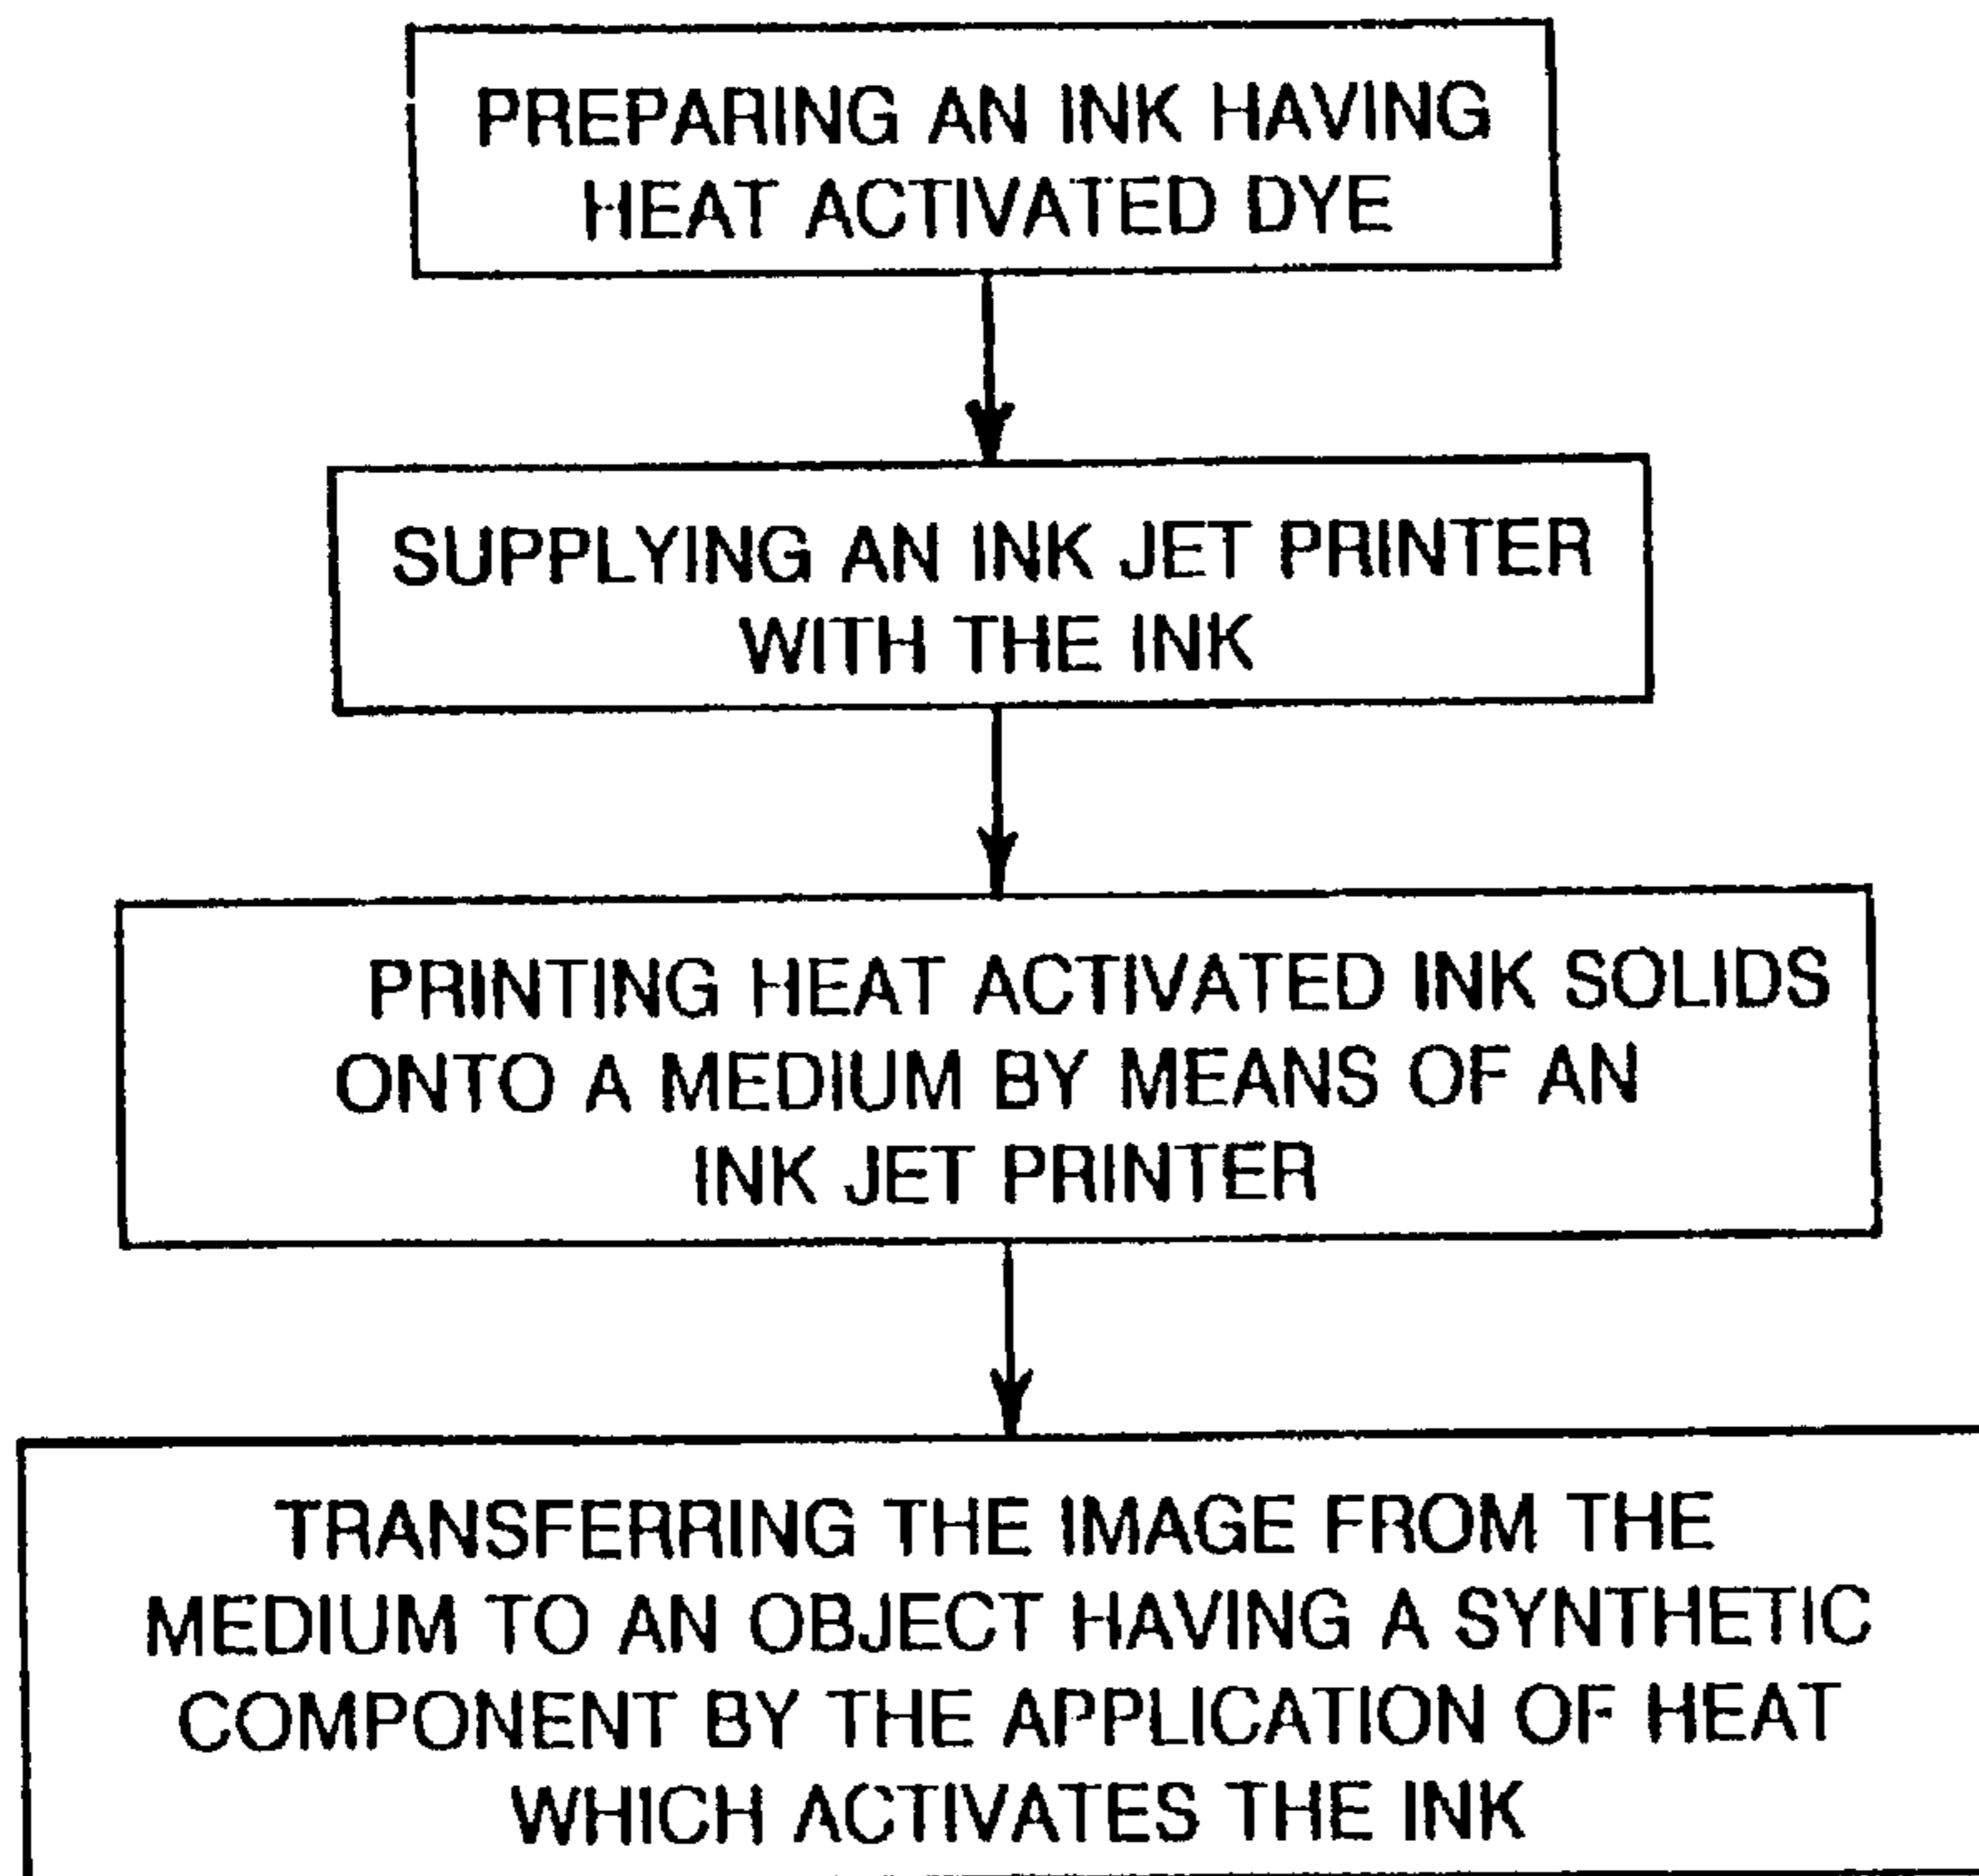 PREPARING AN INK HAVING
HEAT ACTIVATED DYE
SUPPLYING AN INK JET PRINTER
WITH THE INK
PRINTING HEAT ACTIVATED INK SOLIDS
ONTO A MEDIUM BY MEANS OF AN
INK JET PRINTER
TRANSFERRING THE IMAGE FROM THE
MEDIUM TO AN OBJECT HAVING A SYNTHETIC
COMPONENT BY THE APPLICATION OF HEAT
WHICH ACTIVATES THE INK